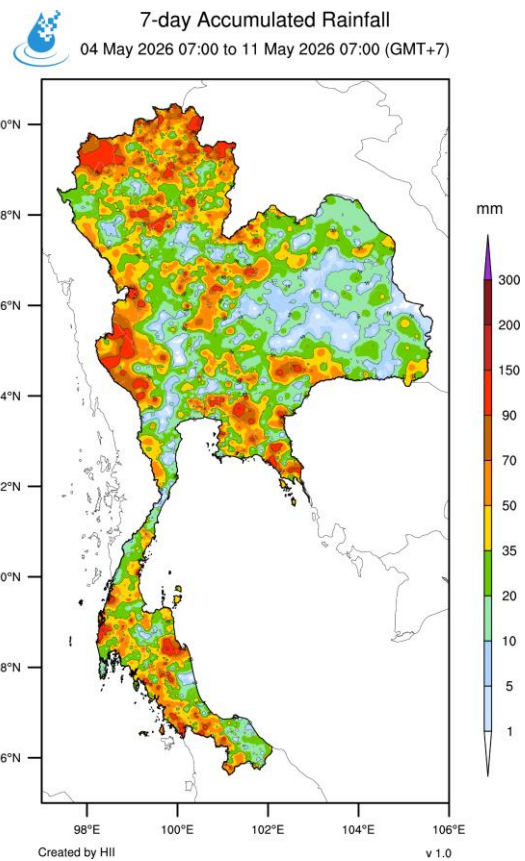 7-day Accumulated Rainfall
04 May 2026 07:00 to 11 May 2026 07:00 (GMT+7)
0°N
8°N
6°N
4°N
2°N
0°N
8°N
6°N
98°E 100°E 102°E 104°E 106°E
mm
300
200
150
90
70
50
35
20
10
5
1
Created by HII
v 1.0